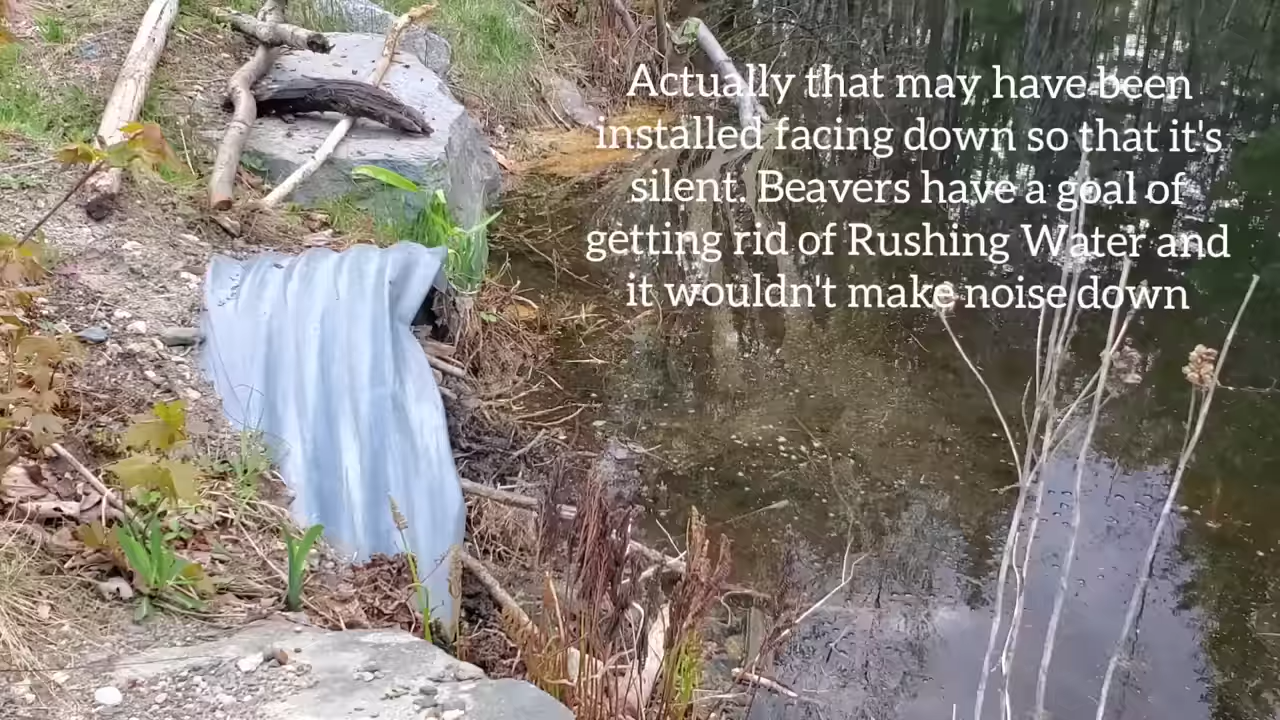 Actually that may have been
installed facing down so that it's
silent. Beavers have a goal of
getting rid of Rushing Water and
it wouldn't make noise down